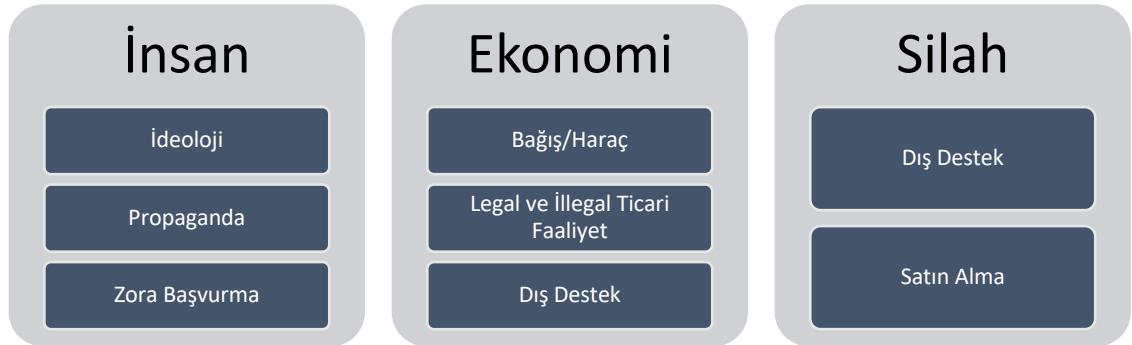 İnsan
İdeoloji
Propaganda
Zora Başvurma
Ekonomi
Bağış/Haraç
Legal ve İllegal Ticari
Faaliyet
Dış Destek
Silah
Dış Destek
Satın Alma